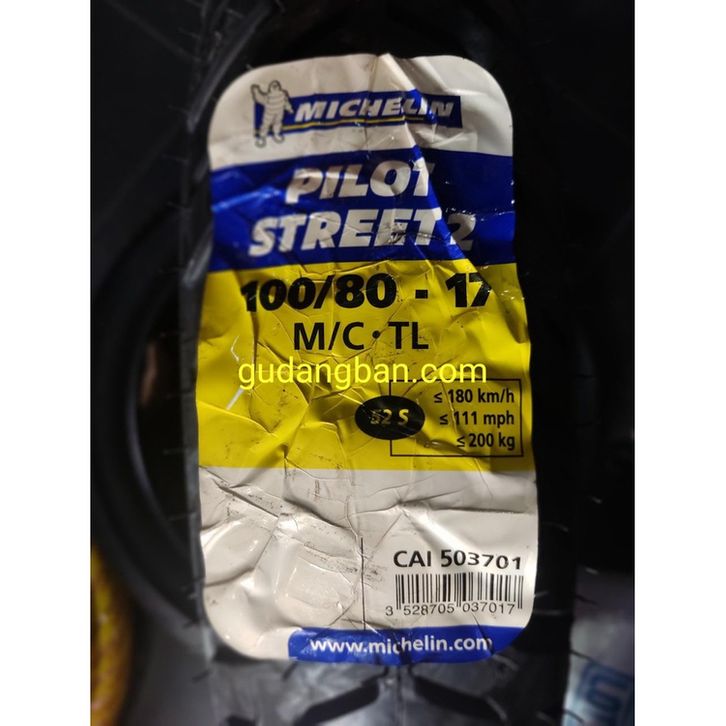 MICHELIN
PILOT
STREET 2
100/80 - 17
M/C · TL
gudangban.com
≤ 180 km/h
52 S
≤ 111 mph
≤ 200 kg
CAI 503701
3 528705 037017
www.michelin.com